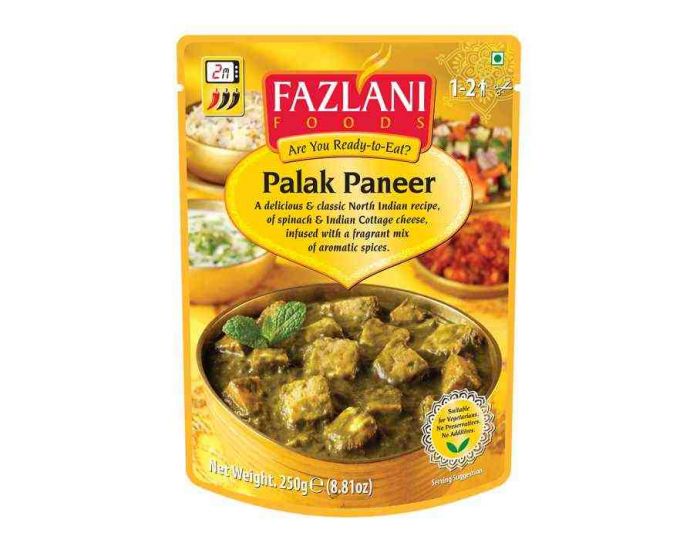 2m
FAZLANI
FOODS
Are You Ready-to-Eat?
1-2
Palak Paneer
A delicious & classic North Indian recipe,
of spinach & Indian Cottage cheese,
infused with a fragrant mix
of aromatic spices.
Suitable
for Vegetarians.
No Preservatives.
No Additives.
Net Weight. 250g℮(8.81oz)
Serving Suggestion